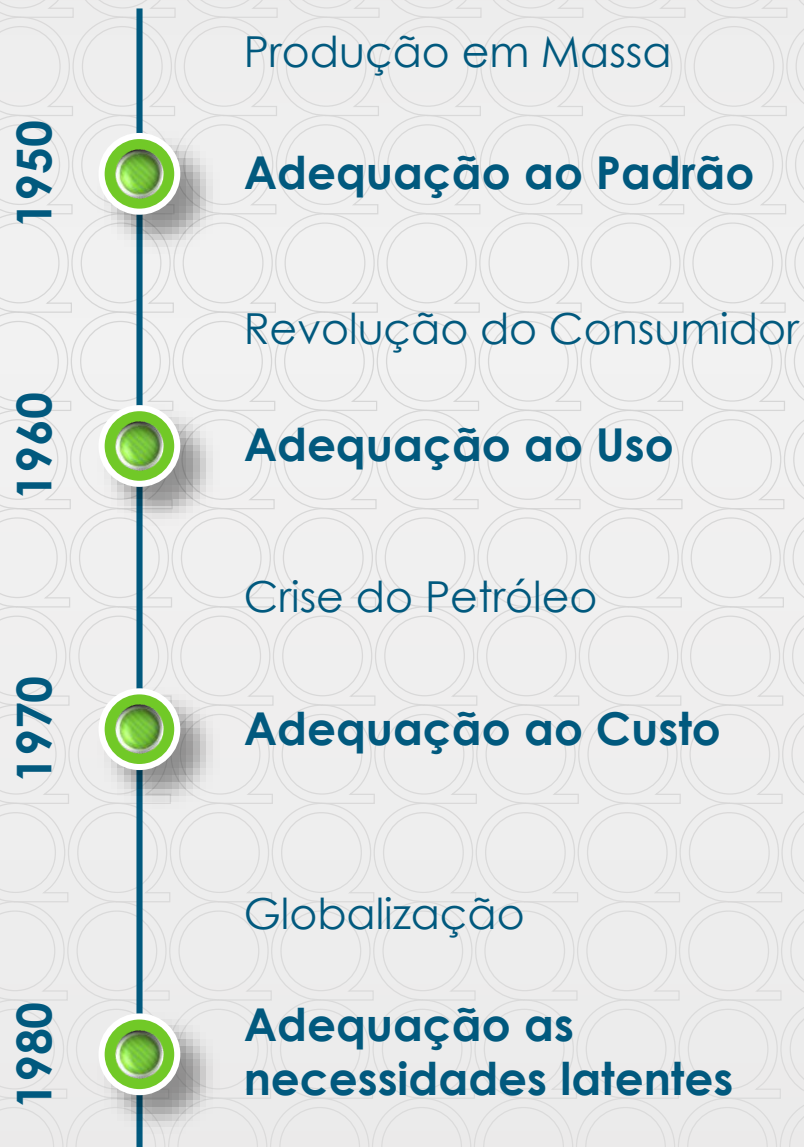 Produção em Massa
1950
Adequação ao Padrão
Revolução do Consumidor
1960
Adequação ao Uso
Crise do Petróleo
1970
Adequação ao Custo
Globalização
1980
Adequação as
necessidades latentes